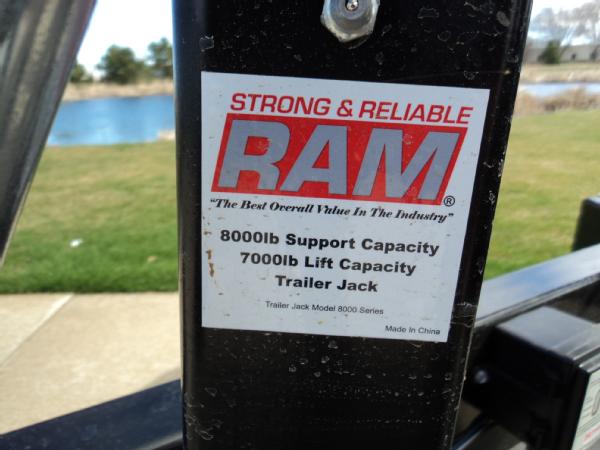 STRONG & RELIABLE
RAM®
"The Best Overall Value In The Industry"
8000lb Support Capacity
7000lb Lift Capacity
Trailer Jack
Trailer Jack Model 8000 Series
Made In China